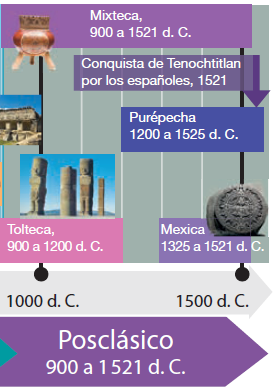 Mixteca,
900 a 1521 d. C.
Conquista de Tenochtitlan
por los españoles, 1521
Purépecha
1200 a 1525 d. C.
Tolteca,
900 a 1200 d. C.
Mexica
1325 a 1521 d. C.
1000 d. C.
1500 d. C.
Posclásico
900 a 1521 d. C.